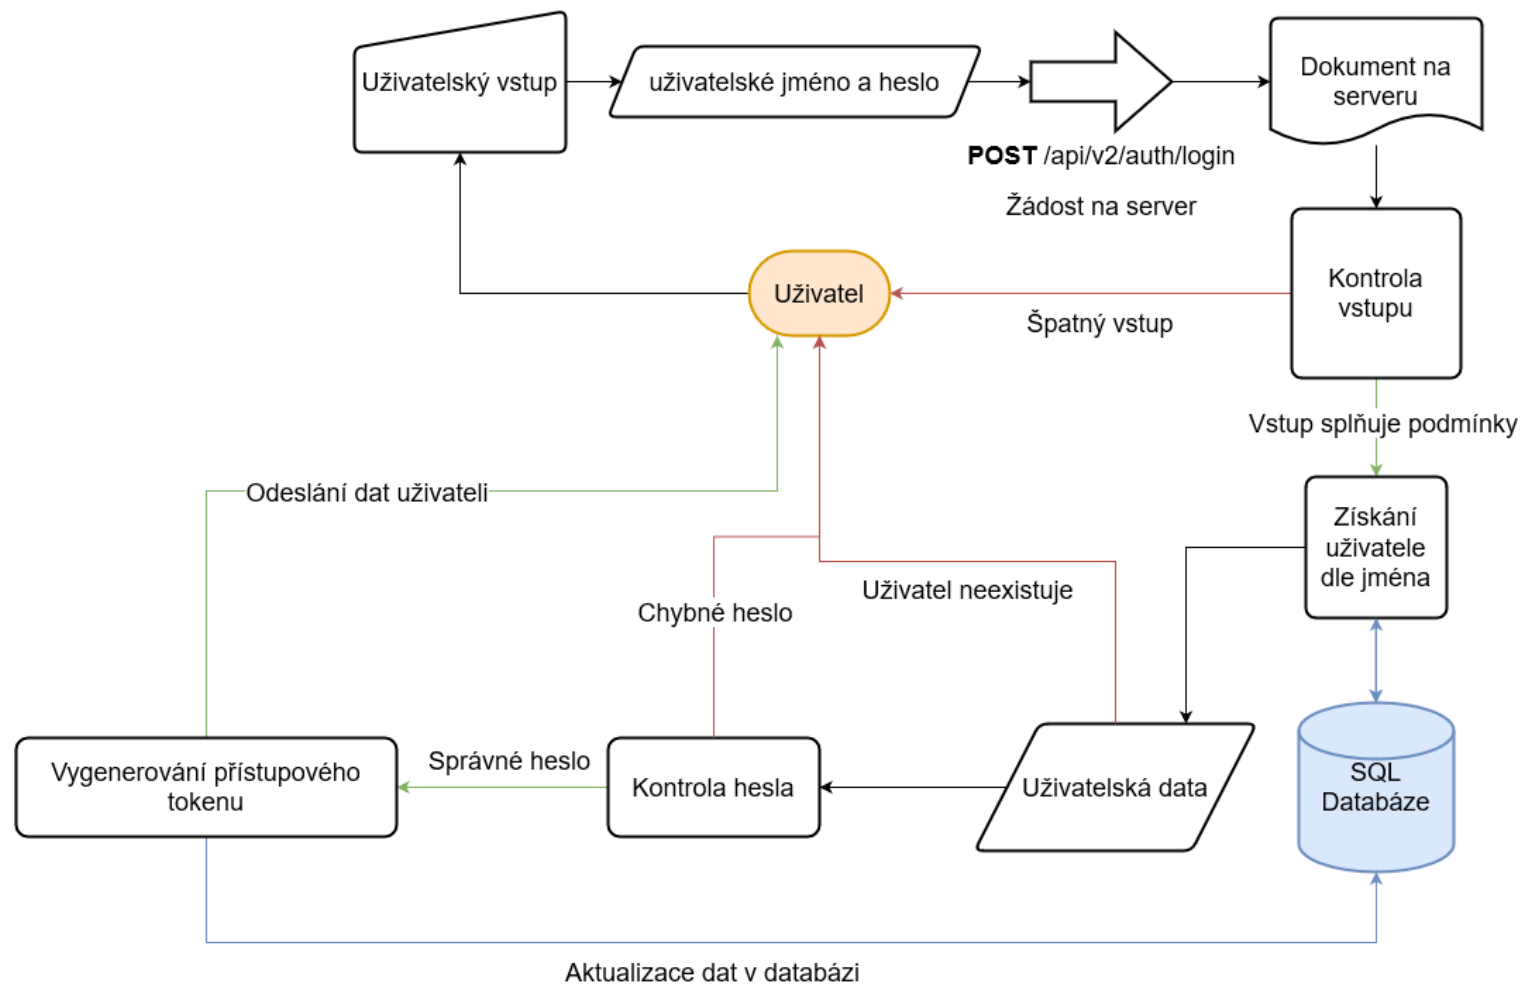 Uživatelský vstup
uživatelské jméno a heslo
Dokument na
serveru
POST /api/v2/auth/login
Žádost na server
Kontrola
vstupu
Uživatel
Špatný vstup
Vstup splňuje podmínky
Odeslání dat uživateli
Získání
uživatele
dle jména
Uživatel neexistuje
Chybné heslo
Vygenerování přístupového
tokenu
Správné heslo
Kontrola hesla
Uživatelská data
SQL
Databáze
Aktualizace dat v databázi